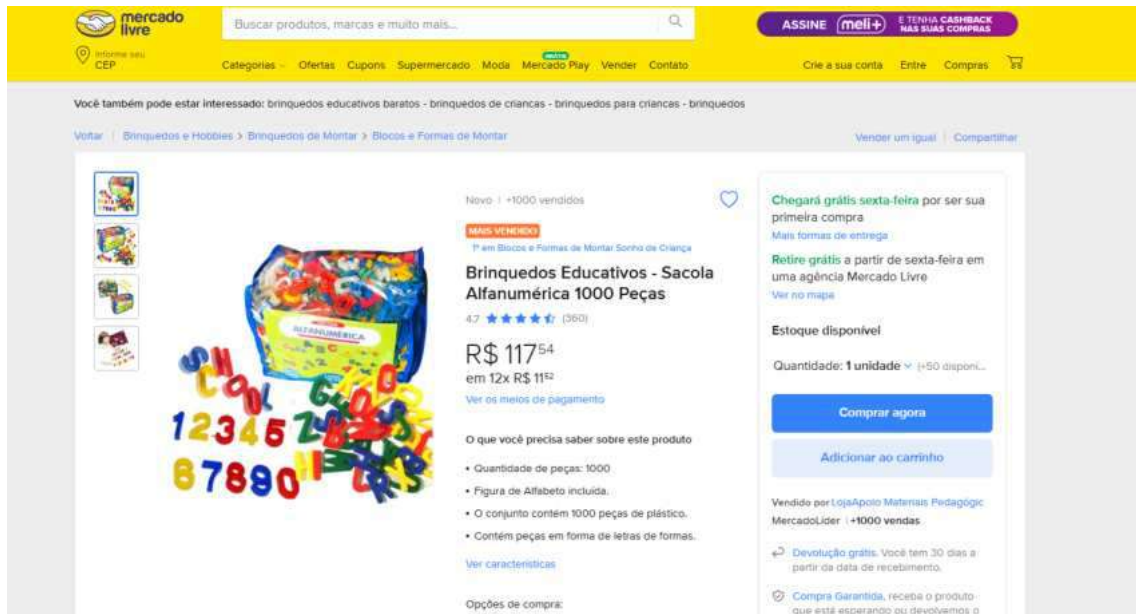 mercado
livre
Buscar produtos, marcas e muito mais...
ASSINE meli+ E TENHA CASHBACK
NAS SUAS COMPRAS
Informe seu
CEP
Categorias Ofertas Cupons Supermercado Moda Mercado Play Vender Contato
GRÁTIS
Crie a sua conta Entre Compras
Você também pode estar interessado: brinquedos educativos baratos - brinquedos de criancas - brinquedos para criancas - brinquedos
Voltar | Brinquedos e Hobbies > Brinquedos de Montar > Blocos e Formas de Montar
Vender um igual | Compartilhar
Novo | +1000 vendidos
MAIS VENDIDO
1º em Blocos e Formas de Montar Sonho de Criança
Brinquedos Educativos - Sacola
Alfanumérica 1000 Peças
4.7 (360)
R$ 117 54
em 12x R$ 11 52
Ver os meios de pagamento
O que você precisa saber sobre este produto
• Quantidade de peças: 1000
• Figura de Alfabeto incluída.
• O conjunto contém 1000 peças de plástico.
• Contém peças em forma de letras de formas.
Ver características
Opções de compra:
ALFANUMÉRICA
SCHOOL
12345
67890
Chegará grátis sexta-feira por ser sua
primeira compra
Mais formas de entrega
Retire grátis a partir de sexta-feira em
uma agência Mercado Livre
Ver no mapa
Estoque disponível
Quantidade: 1 unidade (+50 disponí...
Comprar agora
Adicionar ao carrinho
Vendido por LojaApolo Materiais Pedagógic
MercadoLíder | +1000 vendas
Devolução grátis. Você tem 30 dias a
partir da data de recebimento.
Compra Garantida, receba o produto
que está esperando ou devolvemos o